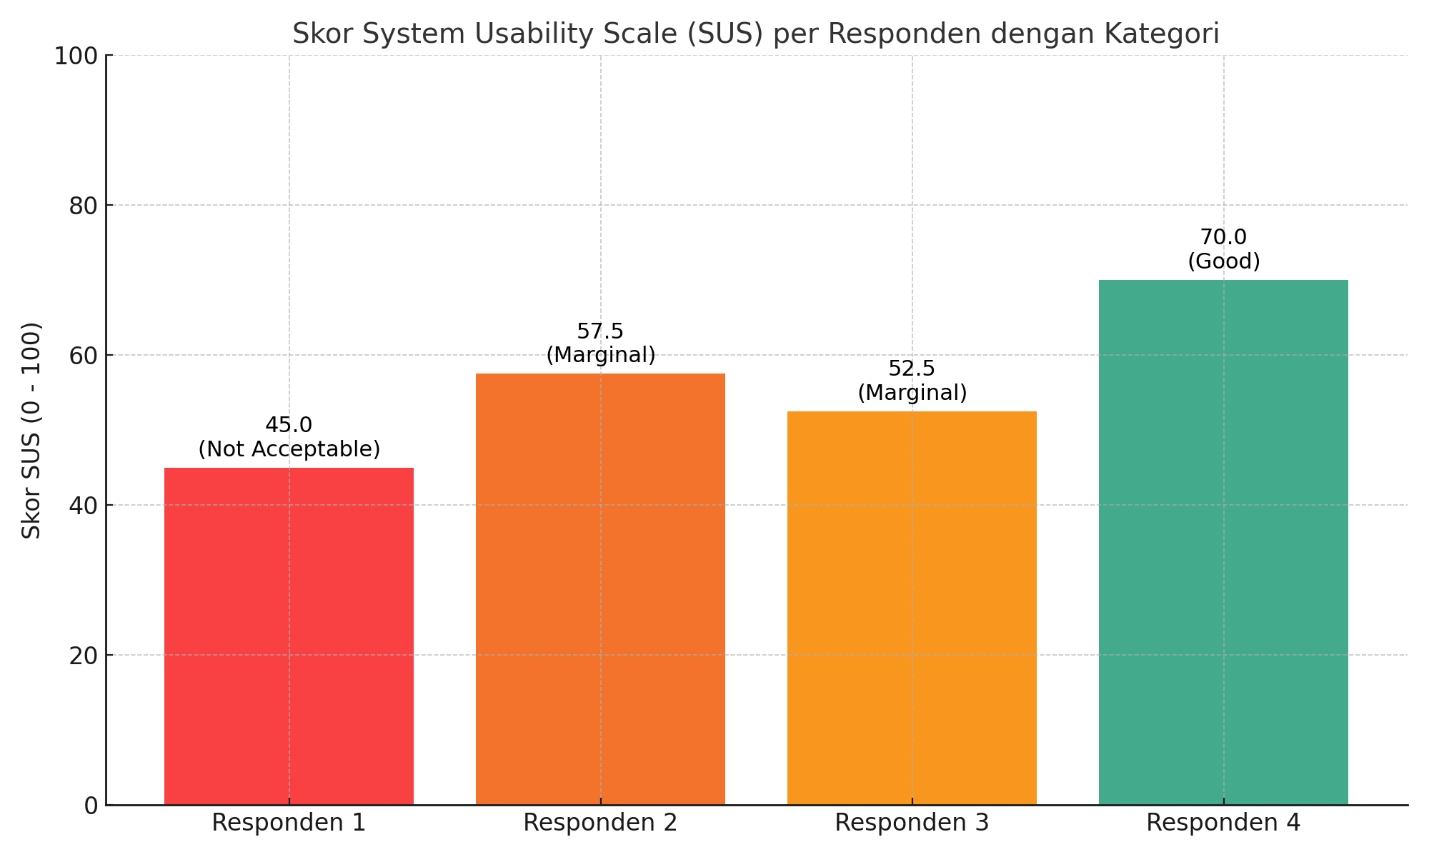 Skor System Usability Scale (SUS) per Responden dengan Kategori
Skor SUS (0 - 100)
100
80
60
40
20
0
45.0
(Not Acceptable)
57.5
(Marginal)
52.5
(Marginal)
70.0
(Good)
Responden 1
Responden 2
Responden 3
Responden 4